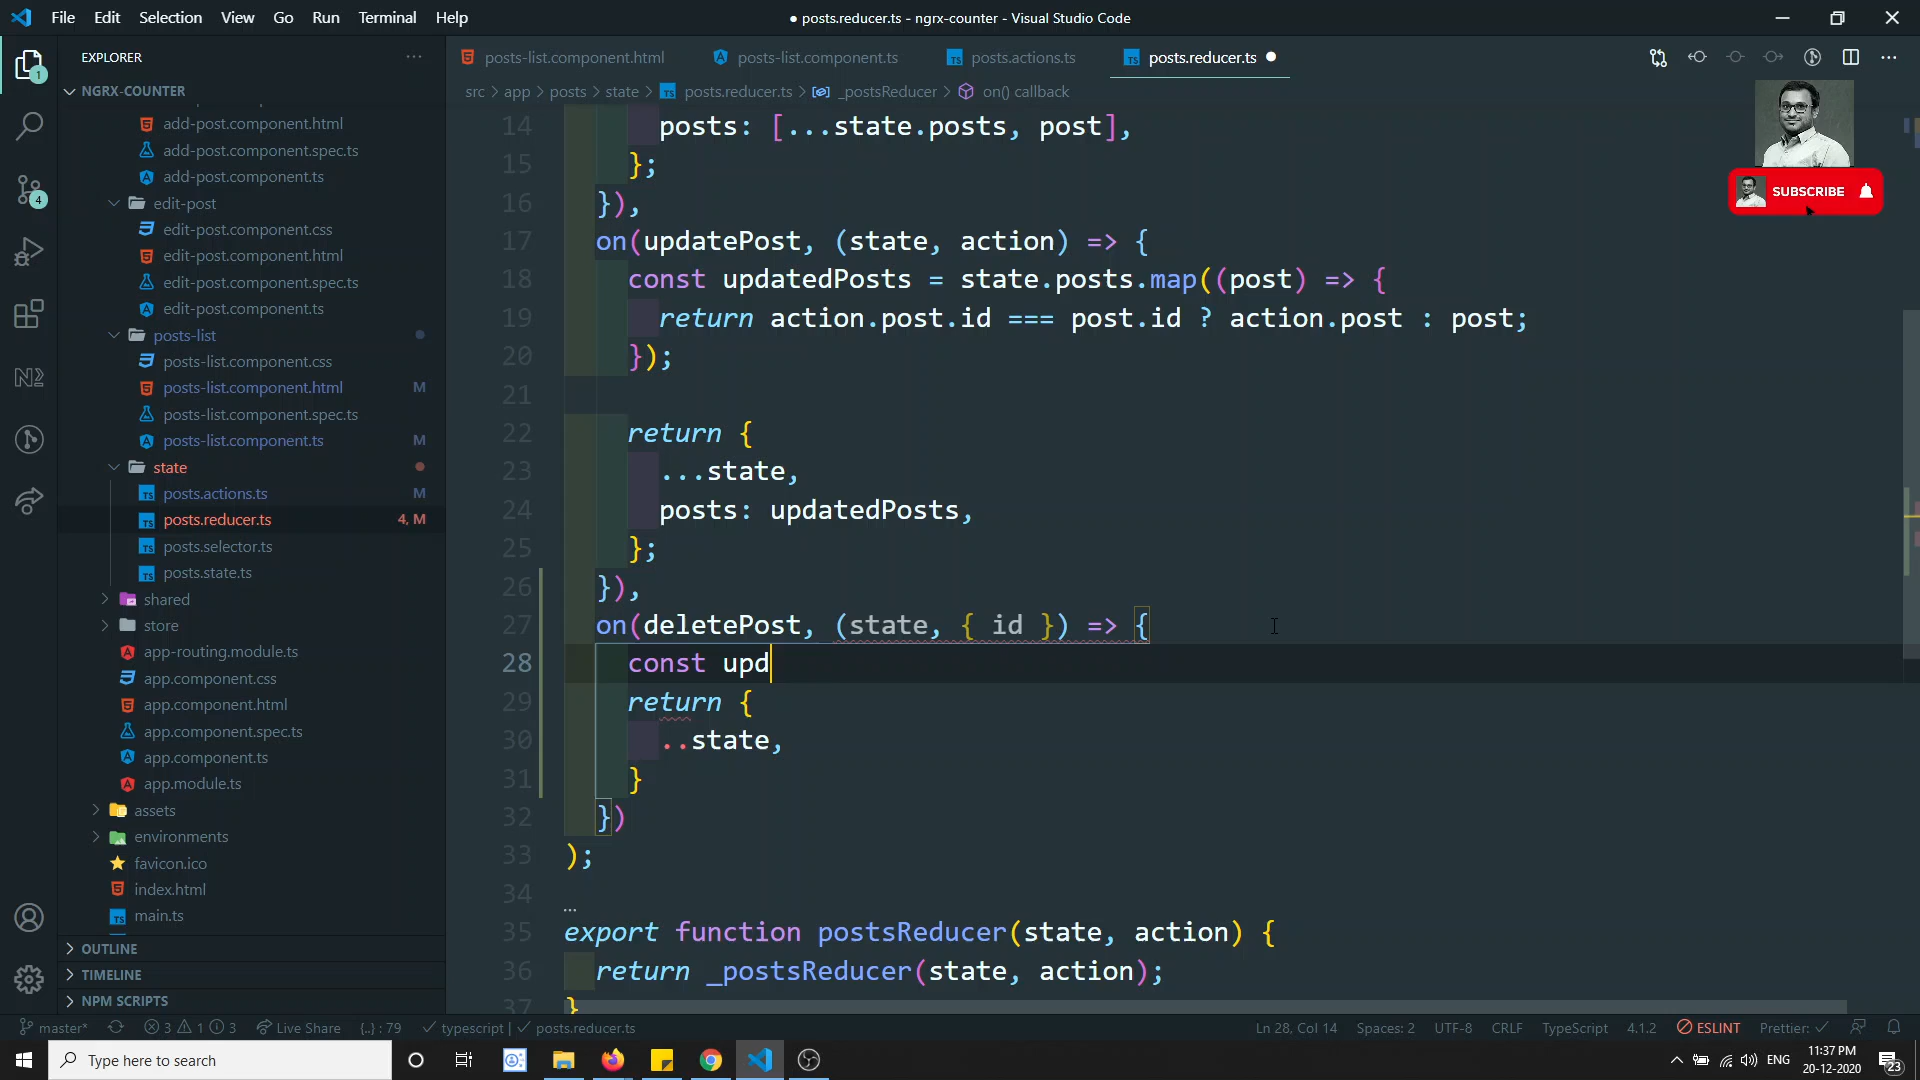 File Edit Selection View Go Run Terminal Help
● posts.reducer.ts - ngrx-counter - Visual Studio Code
EXPLORER
NGRX-COUNTER
add-post.component.html
add-post.component.spec.ts
add-post.component.ts
edit-post
edit-post.component.css
edit-post.component.html
edit-post.component.spec.ts
edit-post.component.ts
posts-list
posts-list.component.css
posts-list.component.html M
posts-list.component.spec.ts
posts-list.component.ts M
state
posts.actions.ts M
posts.reducer.ts 4, M
posts.selector.ts
posts.state.ts
shared
store
app-routing.module.ts
app.component.css
app.component.html
app.component.spec.ts
app.component.ts
app.module.ts
assets
environments
favicon.ico
index.html
main.ts
OUTLINE
TIMELINE
NPM SCRIPTS
1
4
posts-list.component.html posts-list.component.ts posts.actions.ts posts.reducer.ts ●
src > app > posts > state > posts.reducer.ts > _postsReducer > on() callback
SUBSCRIBE
14 posts: [...state.posts, post],
15 };
16 }),
17 on(updatePost, (state, action) => {
18 const updatedPosts = state.posts.map((post) => {
19 return action.post.id === post.id ? action.post : post;
20 });
21
22 return {
23 ...state,
24 posts: updatedPosts,
25 };
26 }),
27 on(deletePost, (state, { id }) => {
28 const upd
29 return {
30 ..state,
31 }
32 })
33 );
34
...
35 export function postsReducer(state, action) {
36 return _postsReducer(state, action);
37 }
master* 3 1 3 Live Share {..} : 79 typescript | posts.reducer.ts
Ln 28, Col 14 Spaces: 2 UTF-8 CRLF TypeScript 4.1.2 ESLINT Prettier: ✓
Type here to search
ENG
11:37 PM
20-12-2020
23